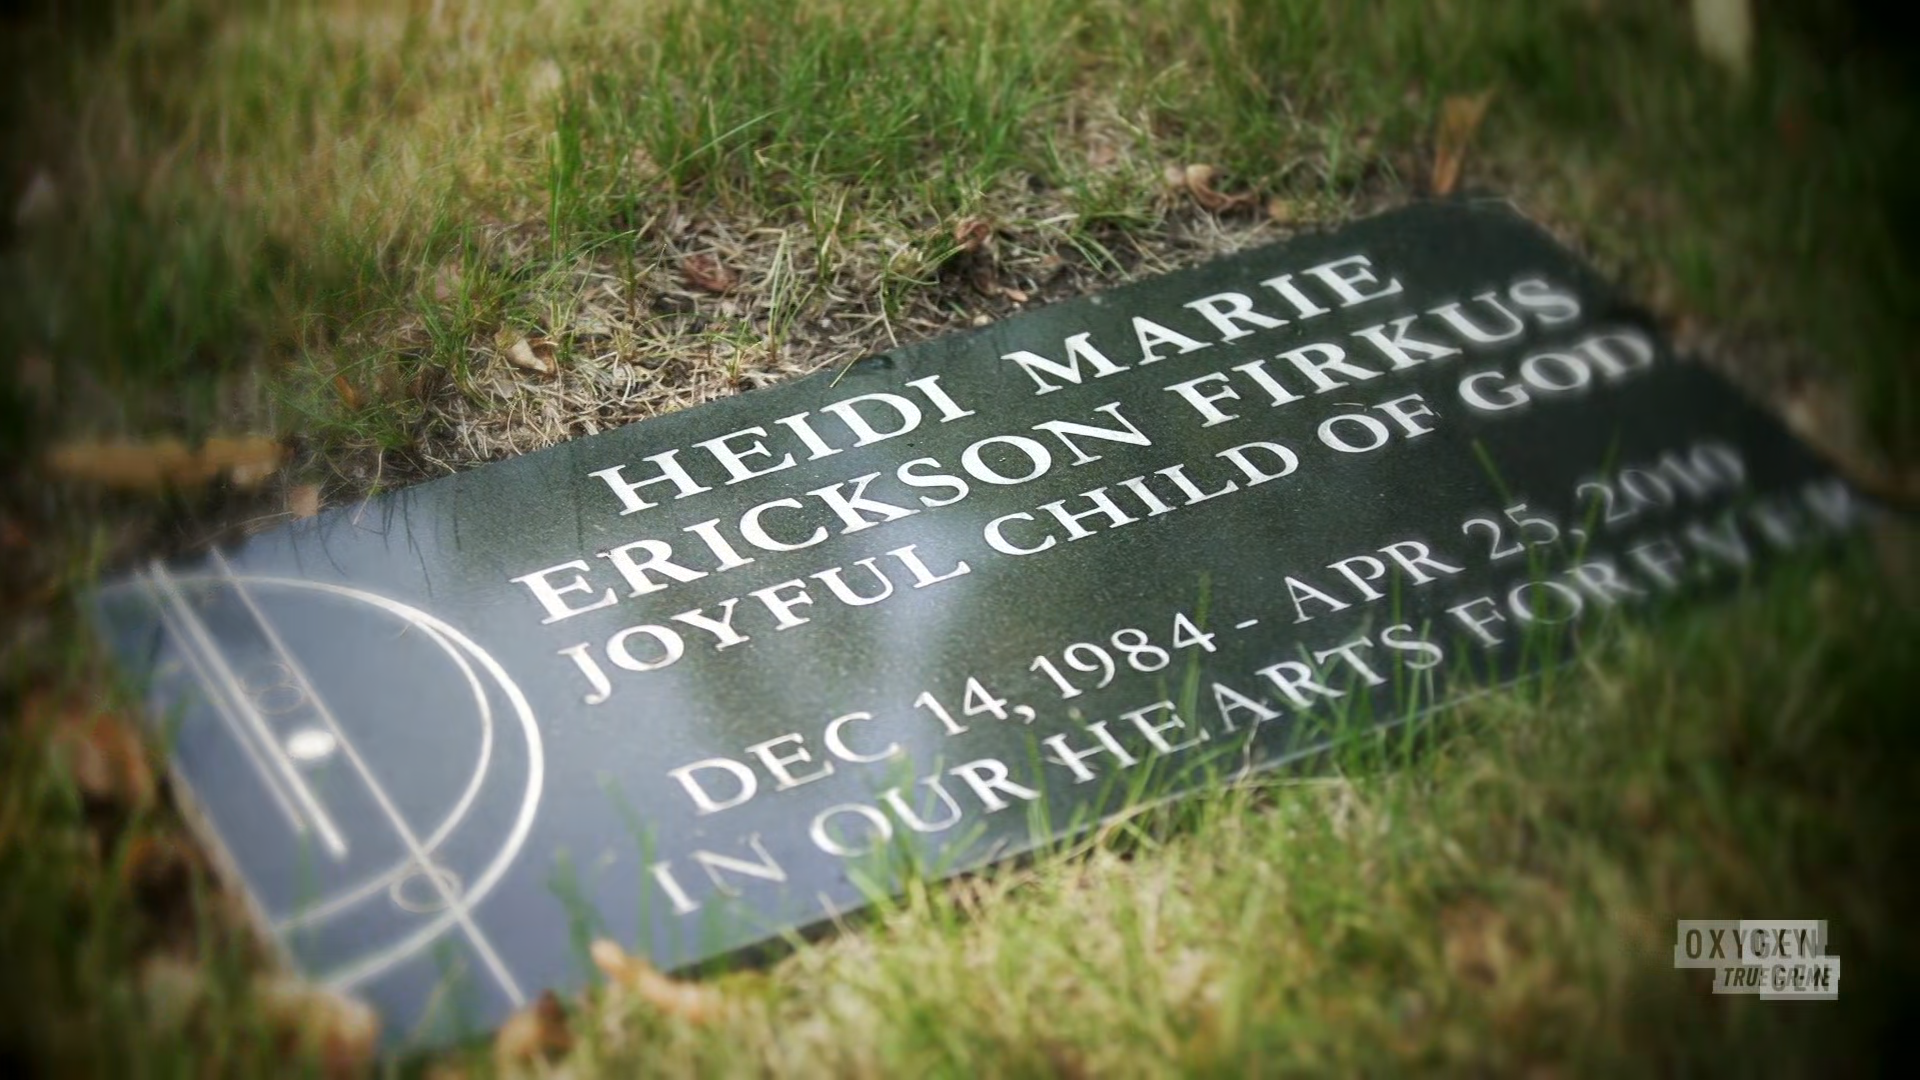 HEIDI MARIE
ERICKSON FIRKUS
JOYFUL CHILD OF GOD
DEC 14, 1984 - APR 25, 2010
IN OUR HEARTS FOREVER
OXYGEN
TRUE CRIME